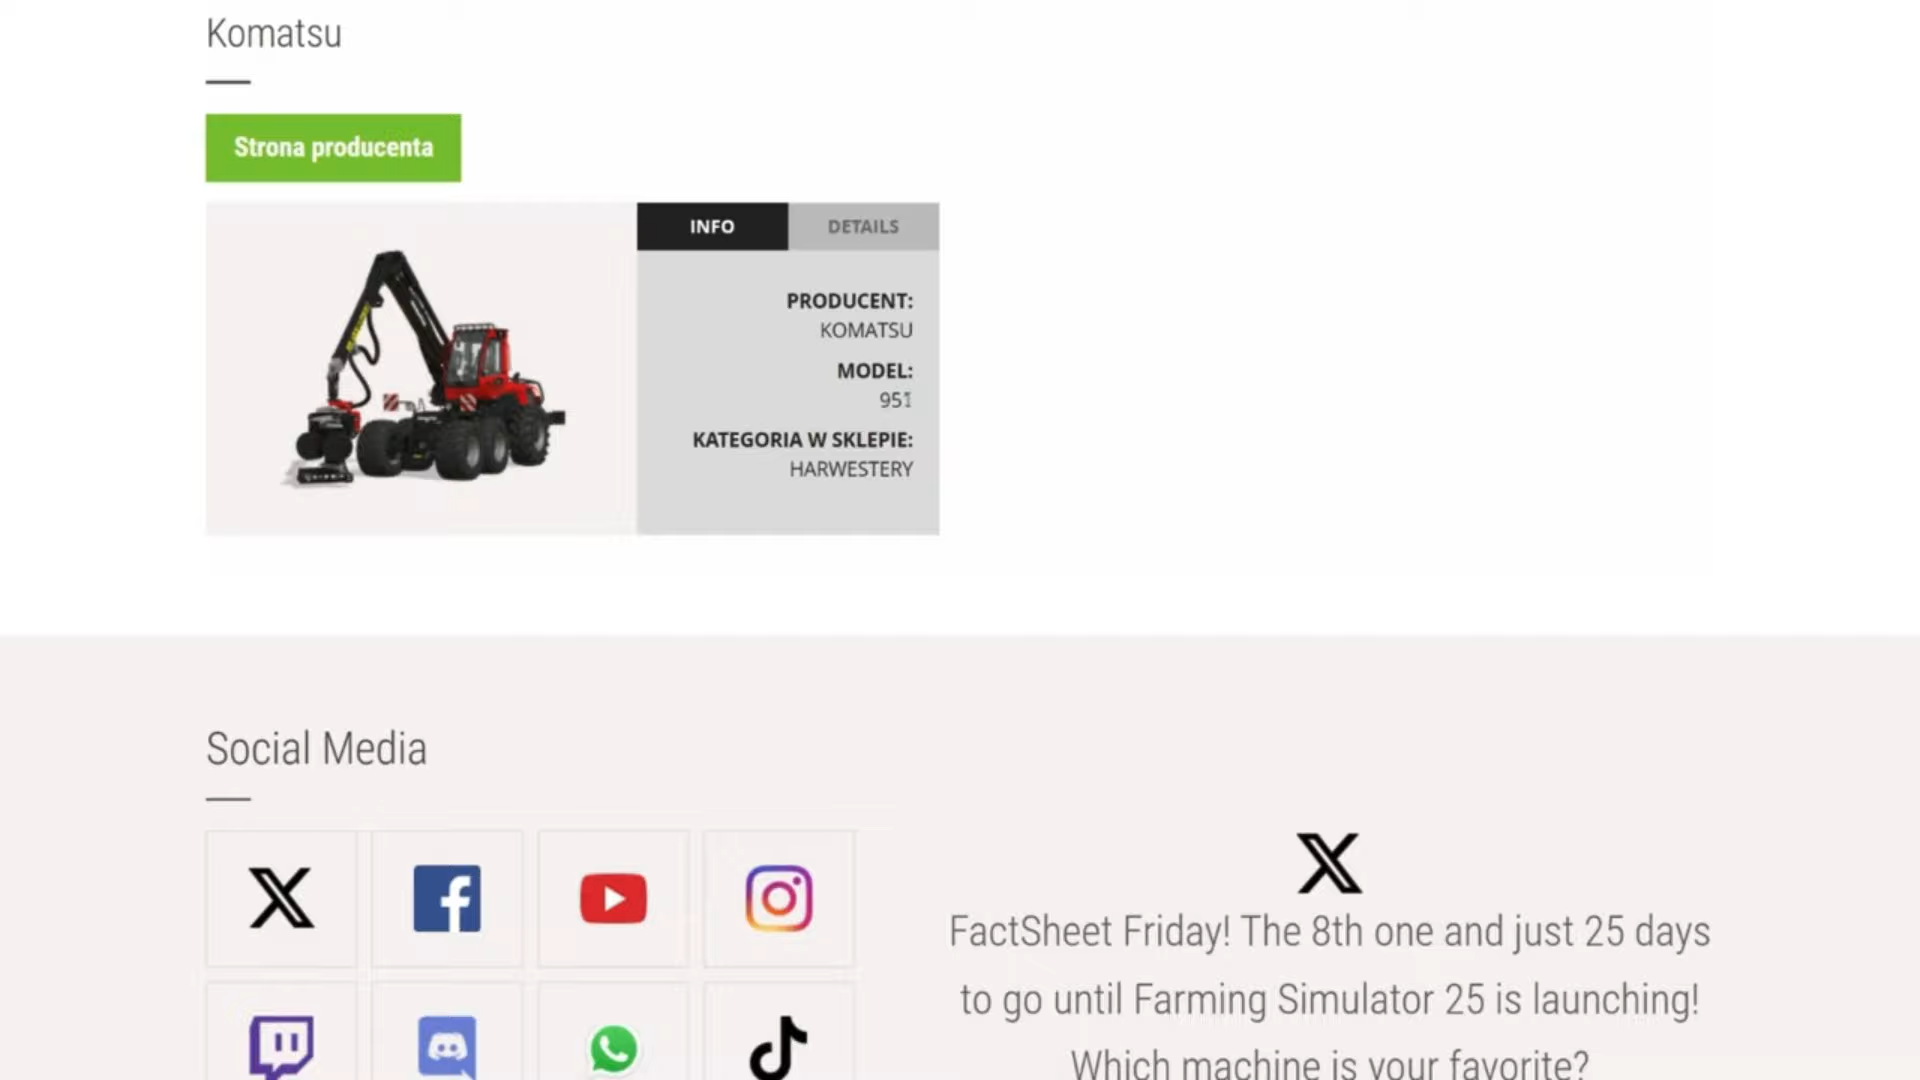 Komatsu
Strona producenta
INFO
DETAILS
PRODUCENT:
KOMATSU
MODEL:
951
KATEGORIA W SKLEPIE:
HARWESTERY
Social Media
FactSheet Friday! The 8th one and just 25 days
to go until Farming Simulator 25 is launching!
Which machine is your favorite?